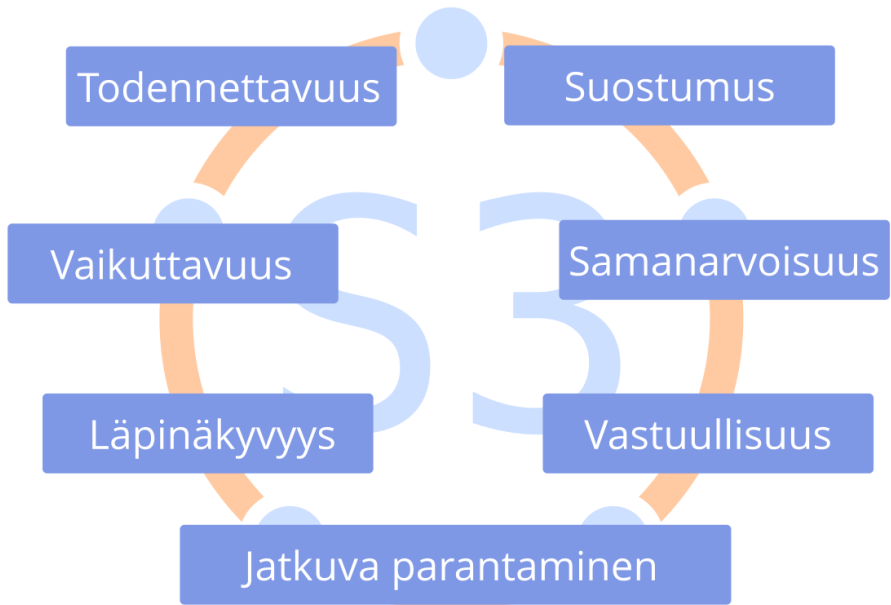 Todennettavuus
Suostumus
S3
Vaikuttavuus
Samanarvoisuus
Läpinäkyvyys
Vastuullisuus
Jatkuva parantaminen